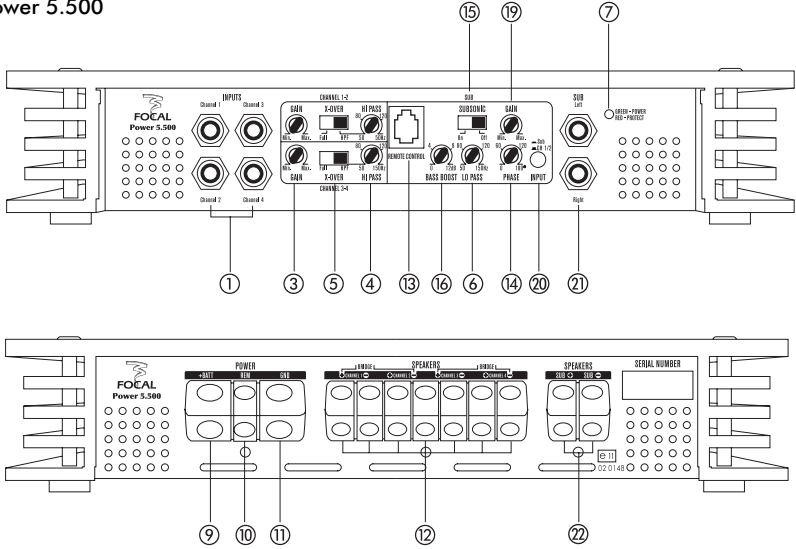 Power 5.500
⑮ ⑲ ⑦
INPUTS
Channel 1 Channel 3
Channel 2 Channel 4
FOCAL
Power 5.500
CHANNEL 1-2
GAIN X-OVER HI PASS
Min. Max. Full HPF 50 80 120
GAIN X-OVER HI PASS
Min. Max. Full HPF 50 80 120 150Hz
CHANNEL 3-4
REMOTE CONTROL
SUB
SUBSONIC GAIN
On Off Min. Max.
BASS BOOST LO PASS PHASE INPUT
0 4 8 12dB 50 80 120 150Hz 0 60 120 180°
Sub
CH 1/2
SUB
Left
Right
GREEN - POWER
RED - PROTECT
① ③ ⑤ ④ ⑬ ⑯ ⑥ ⑭ ⑳ ㉑
FOCAL
Power 5.500
POWER
+BATT REM GND
SPEAKERS
BRIDGE BRIDGE
CHANNEL 1 CHANNEL 2 CHANNEL 3 CHANNEL 4
SPEAKERS
SUB + SUB −
SERIAL NUMBER
e 11
02 0148
⑨ ⑩ ⑪ ⑫ ㉒